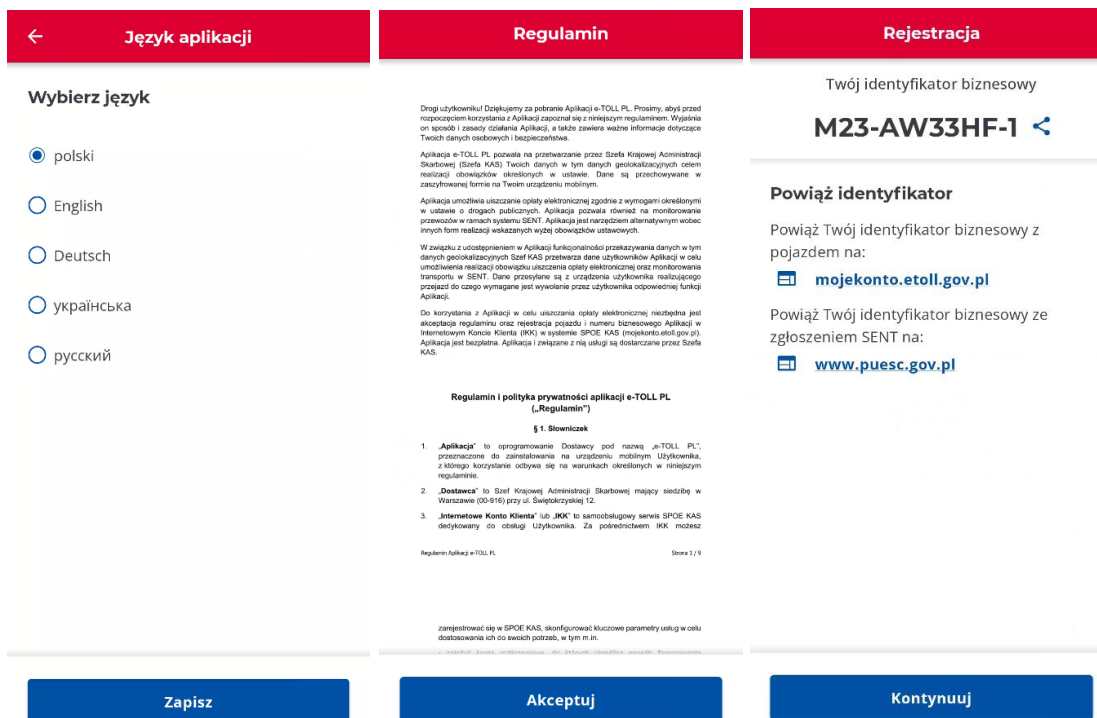 Język aplikacji
Wybierz język
polski
English
Deutsch
українська
русский
Zapisz
Regulamin
Drogi użytkowniku! Dziękujemy za pobranie Aplikacji e-TOLL PL. Prosimy, abyś przed
rozpoczęciem korzystania z Aplikacji zapoznał się z niniejszym regulaminem. Wyjaśnia
on sposób i zasady działania Aplikacji, a także zawiera ważne informacje dotyczące
Twoich danych osobowych i bezpieczeństwa.
Aplikacja e-TOLL PL pozwala na przetwarzanie przez Szefa Krajowej Administracji
Skarbowej (Szefa KAS) Twoich danych w tym danych geolokalizacyjnych celem
realizacji obowiązków określonych w ustawie. Dane są przechowywane w
zaszyfrowanej formie na Twoim urządzeniu mobilnym.
Aplikacja umożliwia uiszczanie opłaty elektronicznej zgodnie z wymogami określonymi
w ustawie o drogach publicznych. Aplikacja pozwala również na monitorowanie
przewozów w ramach systemu SENT. Aplikacja jest narzędziem alternatywnym wobec
innych form realizacji wskazanych wyżej obowiązków ustawowych.
W związku z udostępnieniem w Aplikacji funkcjonalności przekazywania danych w tym
danych geolokalizacyjnych Szef KAS przetwarza dane użytkowników Aplikacji w celu
umożliwienia realizacji obowiązku uiszczenia opłaty elektronicznej oraz monitorowania
transportu w SENT. Dane przesyłane są z urządzenia użytkownika realizującego
przejazd do czego wymagane jest wywołanie przez użytkownika odpowiedniej funkcji
Aplikacji.
Do korzystania z Aplikacji w celu uiszczania opłaty elektronicznej niezbędna jest
akceptacja regulaminu oraz rejestracja pojazdu i numeru biznesowego Aplikacji w
Internetowym Koncie Klienta (IKK) w systemie SPOE KAS (mojekonto.etoll.gov.pl).
Aplikacja jest bezpłatna. Aplikacja i związane z nią usługi są dostarczane przez Szefa
KAS.
Regulamin i polityka prywatności aplikacji e-TOLL PL
(„Regulamin”)
§ 1. Słowniczek
1. „Aplikacja” to oprogramowanie Dostawcy pod nazwą „e-TOLL PL”,
przeznaczone do zainstalowania na urządzeniu mobilnym Użytkownika,
z którego korzystanie odbywa się na warunkach określonych w niniejszym
regulaminie.
2. „Dostawca” to Szef Krajowej Administracji Skarbowej mający siedzibę w
Warszawie (00-916) przy ul. Świętokrzyskiej 12.
3. „Internetowe Konto Klienta” lub „IKK” to samoobsługowy serwis SPOE KAS
dedykowany do obsługi Użytkownika. Za pośrednictwem IKK możesz
Regulamin Aplikacji e-TOLL PL Strona 1 / 9
zarejestrować się w SPOE KAS, skonfigurować kluczowe parametry usług w celu
dostosowania ich do swoich potrzeb, w tym m.in.
Akceptuj
Rejestracja
Twój identyfikator biznesowy
M23-AW33HF-1
Powiąż identyfikator
Powiąż Twój identyfikator biznesowy z
pojazdem na:
mojekonto.etoll.gov.pl
Powiąż Twój identyfikator biznesowy ze
zgłoszeniem SENT na:
www.puesc.gov.pl
Kontynuuj